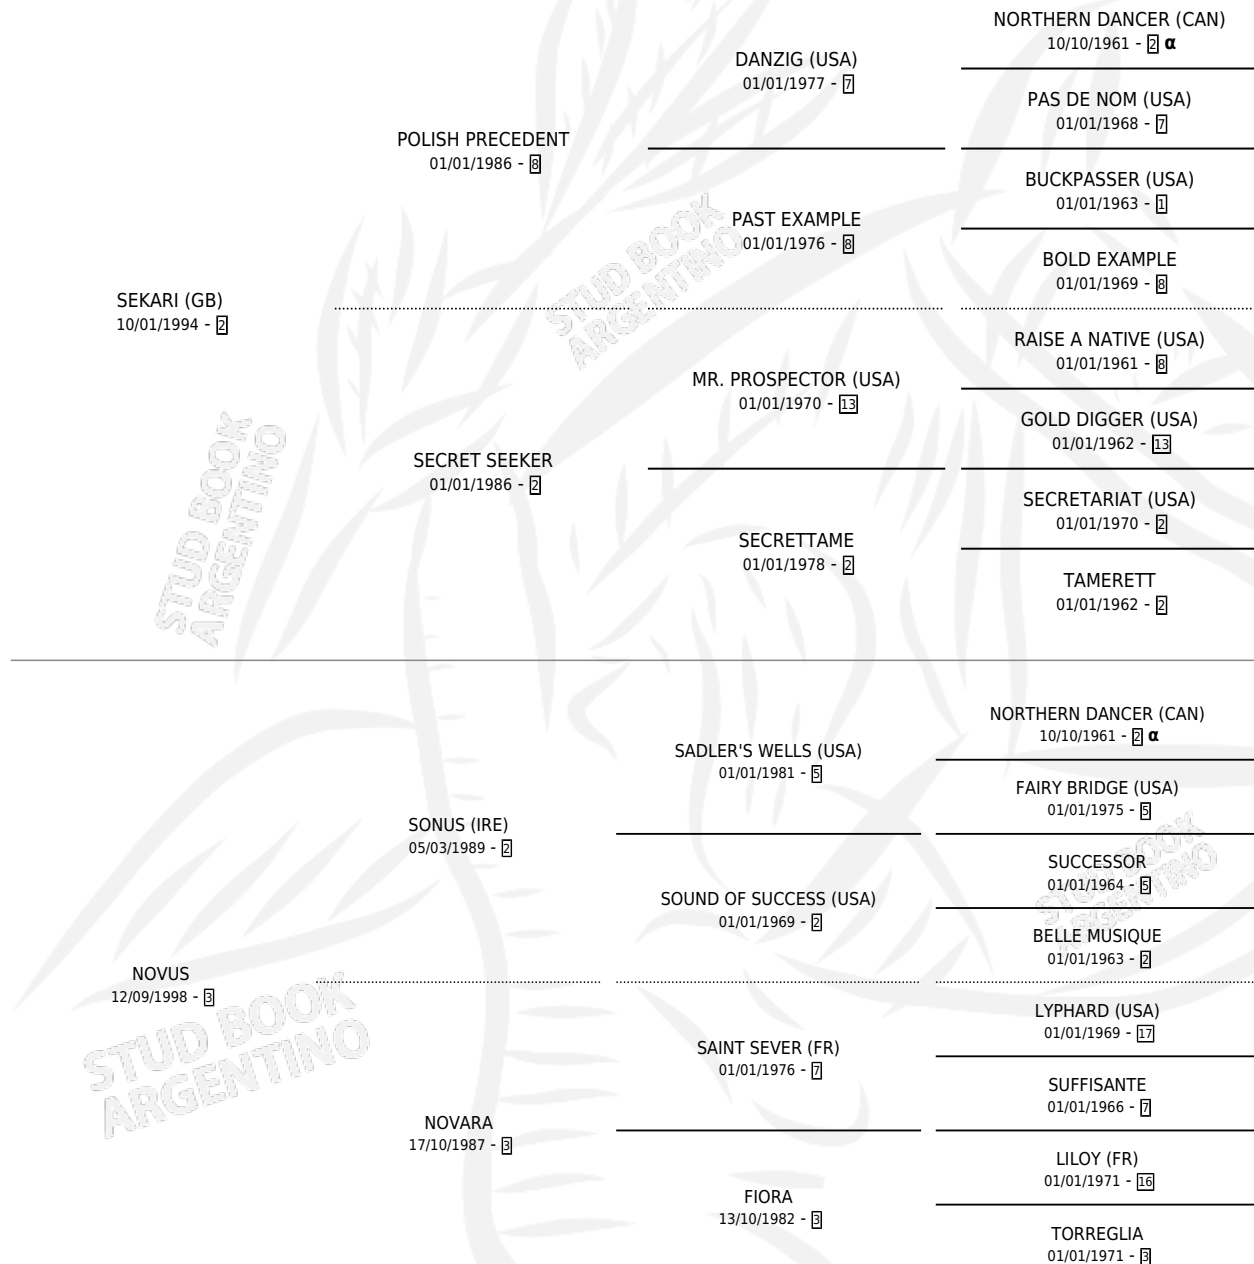 NORTHERN DANCER (CAN)
10/10/1961 - 2 α
DANZIG (USA)
01/01/1977 - 7
PAS DE NOM (USA)
01/01/1968 - 7
POLISH PRECEDENT
01/01/1986 - 8
BUCKPASSER (USA)
01/01/1963 - 1
PAST EXAMPLE
01/01/1976 - 8
BOLD EXAMPLE
01/01/1969 - 8
SEKARI (GB)
10/01/1994 - 2
RAISE A NATIVE (USA)
01/01/1961 - 8
MR. PROSPECTOR (USA)
01/01/1970 - 13
GOLD DIGGER (USA)
01/01/1962 - 13
SECRET SEEKER
01/01/1986 - 2
SECRETARIAT (USA)
01/01/1970 - 2
SECRETTAME
01/01/1978 - 2
TAMERETT
01/01/1962 - 2
STUD BOOK
ARGENTINO
STUD BOOK
ARGENTINO
NORTHERN DANCER (CAN)
10/10/1961 - 2 α
SADLER'S WELLS (USA)
01/01/1981 - 5
FAIRY BRIDGE (USA)
01/01/1975 - 5
SONUS (IRE)
05/03/1989 - 2
SUCCESSOR
01/01/1964 - 5
SOUND OF SUCCESS (USA)
01/01/1969 - 2
BELLE MUSIQUE
01/01/1963 - 2
NOVUS
12/09/1998 - 3
LYPHARD (USA)
01/01/1969 - 17
SAINT SEVER (FR)
01/01/1976 - 7
SUFFISANTE
01/01/1966 - 7
NOVARA
17/10/1987 - 3
LILOY (FR)
01/01/1971 - 16
FIORA
13/10/1982 - 3
TORREGLIA
01/01/1971 - 3
STUD BOOK
ARGENTINO
STUD BOOK
ARGENTINO